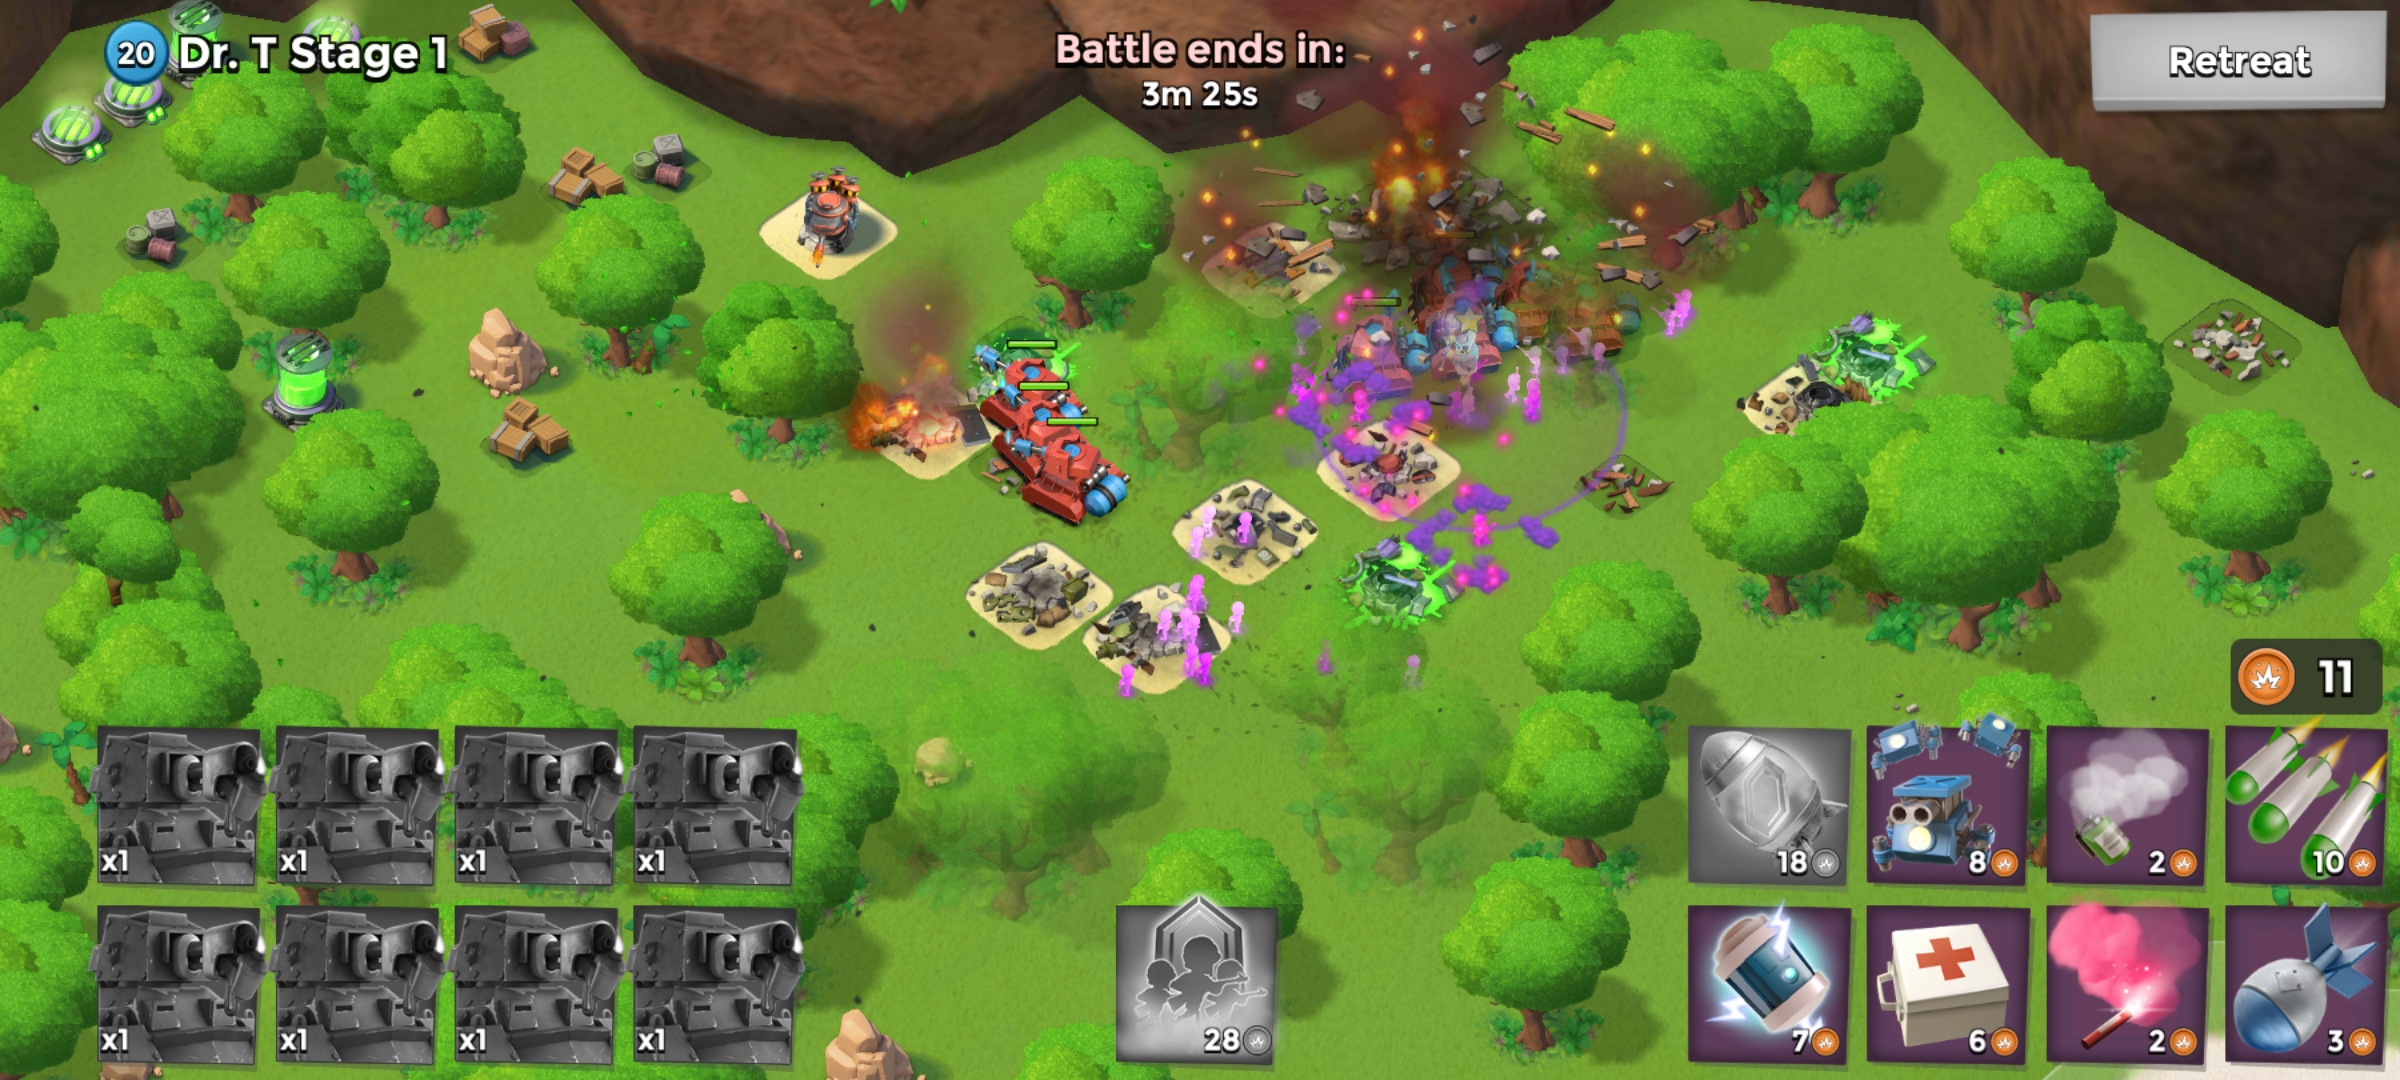 20 Dr. T Stage 1
Battle ends in:
3m 25s
Retreat
11
x1 x1 x1 x1
18 8 2 10
x1 x1 x1 x1
28
7 6 2 3